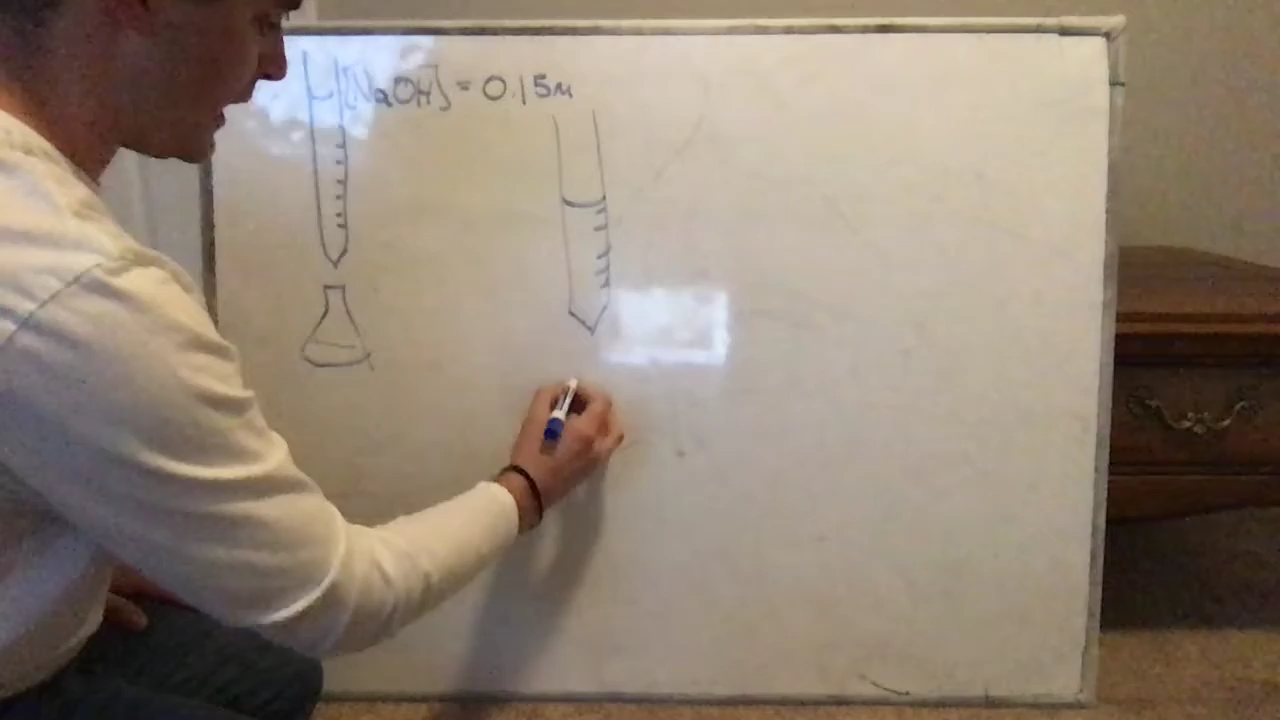 [NaOH] = 0.15M